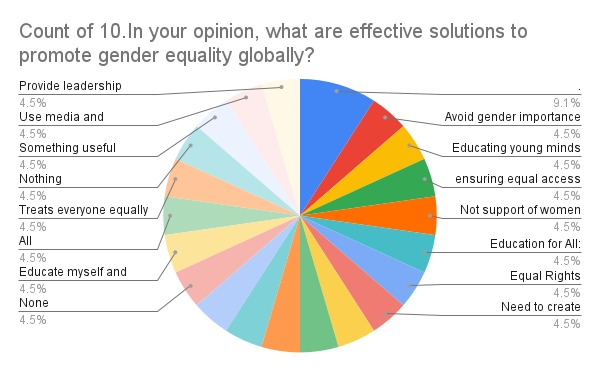 Count of 10.In your opinion, what are effective solutions to
promote gender equality globally?
Provide leadership
4.5%
Use media and
4.5%
Something useful
4.5%
Nothing
4.5%
Treats everyone equally
4.5%
All
4.5%
Educate myself and
4.5%
None
4.5%
.
9.1%
Avoid gender importance
4.5%
Educating young minds
4.5%
ensuring equal access
4.5%
Not support of women
4.5%
Education for All:
4.5%
Equal Rights
4.5%
Need to create
4.5%